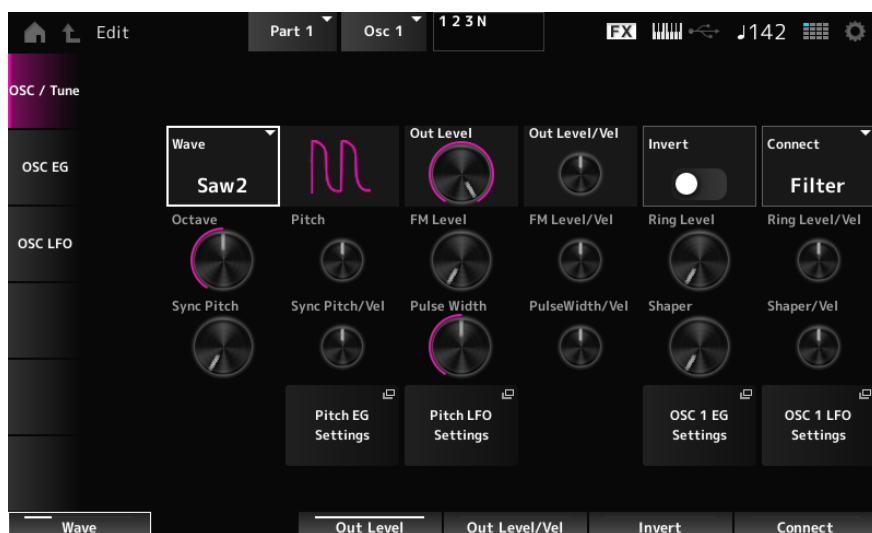 Edit
Part 1
Osc 1
1 2 3 N
FX
♩142
OSC / Tune
OSC EG
OSC LFO
Wave
Saw2
Out Level
Out Level/Vel
Invert
Connect
Filter
Octave
Pitch
FM Level
FM Level/Vel
Ring Level
Ring Level/Vel
Sync Pitch
Sync Pitch/Vel
Pulse Width
PulseWidth/Vel
Shaper
Shaper/Vel
Pitch EG
Settings
Pitch LFO
Settings
OSC 1 EG
Settings
OSC 1 LFO
Settings
Wave
Out Level
Out Level/Vel
Invert
Connect